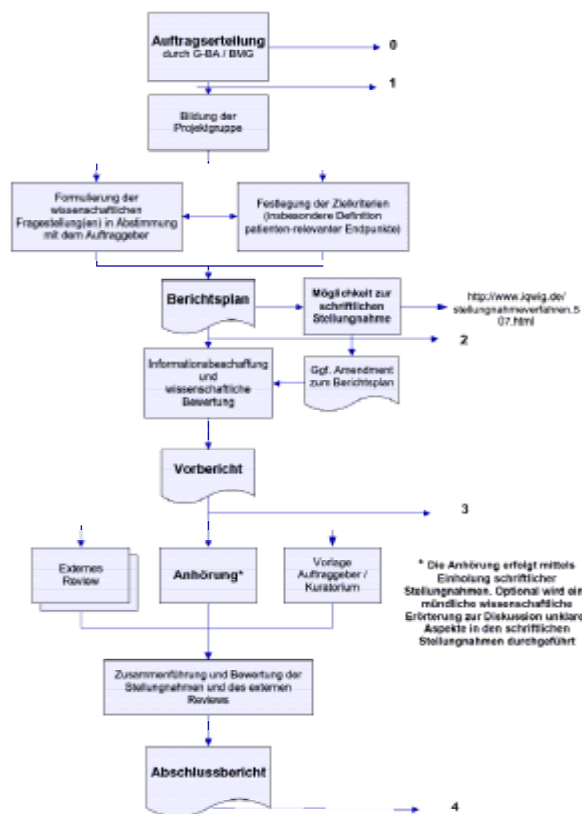 Auftragserteilung
durch G-BA / BMG
0
1
Bildung der
Projektgruppe
Formulierung der
wissenschaftlichen
Fragestellung(en) in Abstimmung
mit dem Auftraggeber
Festlegung der Zielkriterien
(Insbesondere Definition
patienten-relevanter Endpunkte)
Berichtsplan
Möglichkeit zur
schriftlichen
Stellungnahme
http://www.iqwig.de/
stellungnahmeverfahren.5
07.html
2
Informationsbeschaffung
und
wissenschaftliche
Bewertung
Ggf. Amendment
zum Berichtsplan
Vorbericht
3
Externes
Review
Anhörung*
Vorlage
Auftraggeber /
Kuratorium
* Die Anhörung erfolgt mittels
Einholung schriftlicher
Stellungnahmen. Optional wird ein
mündliche wissenschaftliche
Erörterung zur Diskussion unklare
Aspekte in den schriftlichen
Stellungnahmen durchgeführt
Zusammenführung und Bewertung der
Stellungnahmen und des externen
Reviews
Abschlussbericht
4